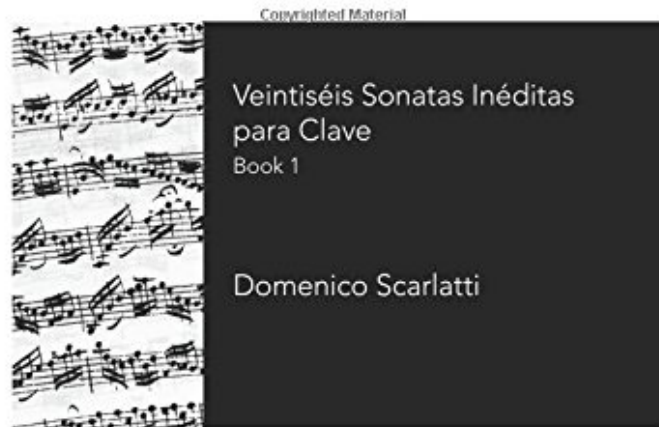 Copyrighted Material
Veintiséis Sonatas Inéditas
para Clave
Book 1
Domenico Scarlatti